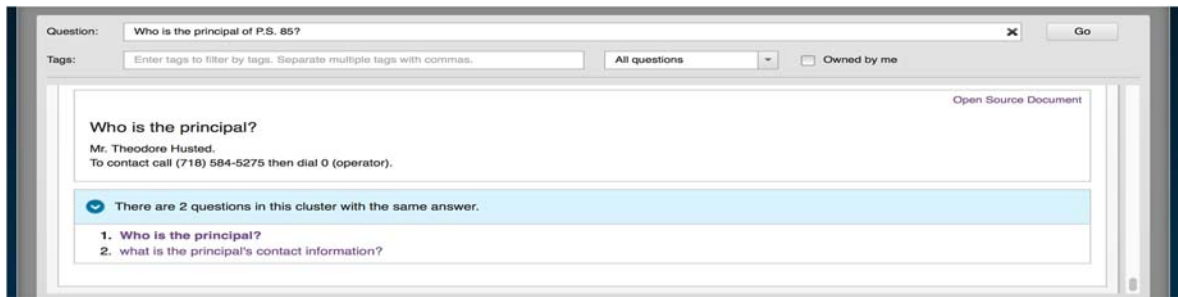 Question: Who is the principal of P.S. 85? Go
Tags: Enter tags to filter by tags. Separate multiple tags with commas. All questions Owned by me
Open Source Document
Who is the principal?
Mr. Theodore Husted.
To contact call (718) 584-5275 then dial 0 (operator).
There are 2 questions in this cluster with the same answer.
1. Who is the principal?
2. what is the principal's contact information?